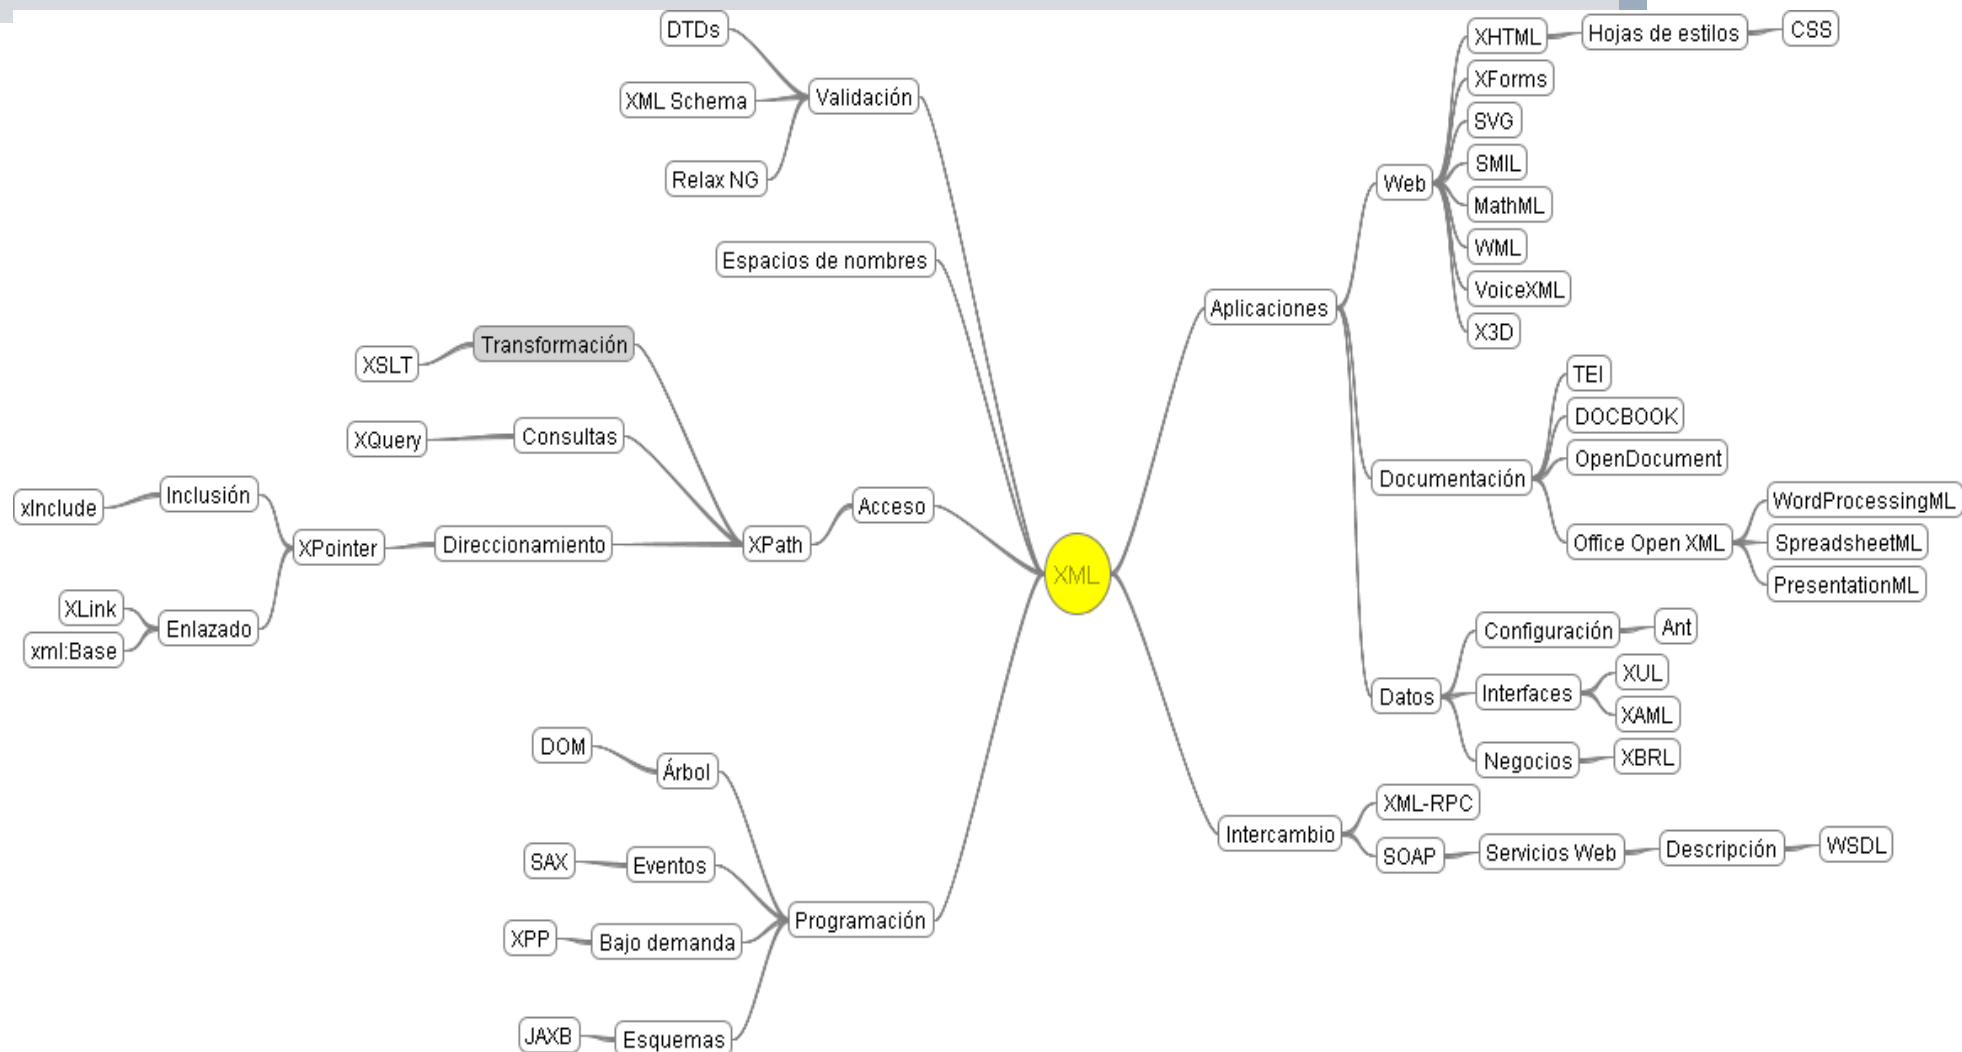 DTDs
XML Schema
Relax NG
Validación
Espacios de nombres
XSLT
Transformación
XQuery
Consultas
xInclude
Inclusión
XPointer
Direccionamiento
XPath
Acceso
XLink
xml:Base
Enlazado
DOM
Árbol
SAX
Eventos
XPP
Bajo demanda
JAXB
Esquemas
Programación
XML
Aplicaciones
Web
XHTML
Hojas de estilos
CSS
XForms
SVG
SMIL
MathML
WML
VoiceXML
X3D
Documentación
TEI
DOCBOOK
OpenDocument
Office Open XML
WordProcessingML
SpreadsheetML
PresentationML
Datos
Configuración
Ant
Interfaces
XUL
XAML
Negocios
XBRL
Intercambio
XML-RPC
SOAP
Servicios Web
Descripción
WSDL